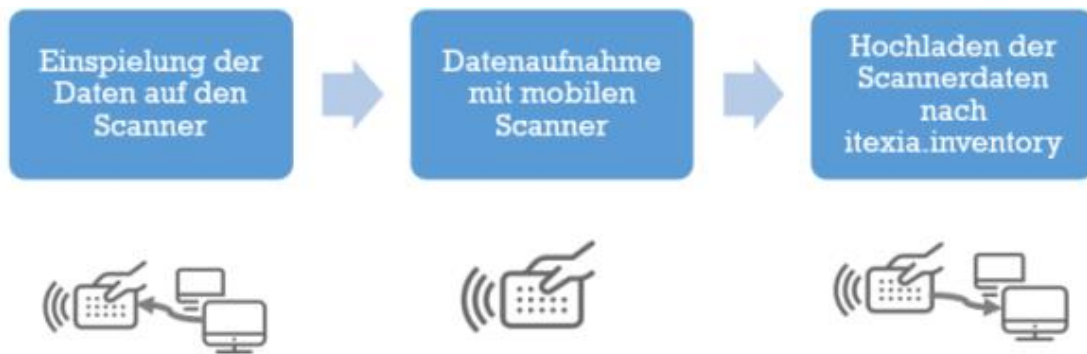 Einspielung der
Daten auf den
Scanner
Datenaufnahme
mit mobilen
Scanner
Hochladen der
Scannerdaten
nach
itexia.inventory